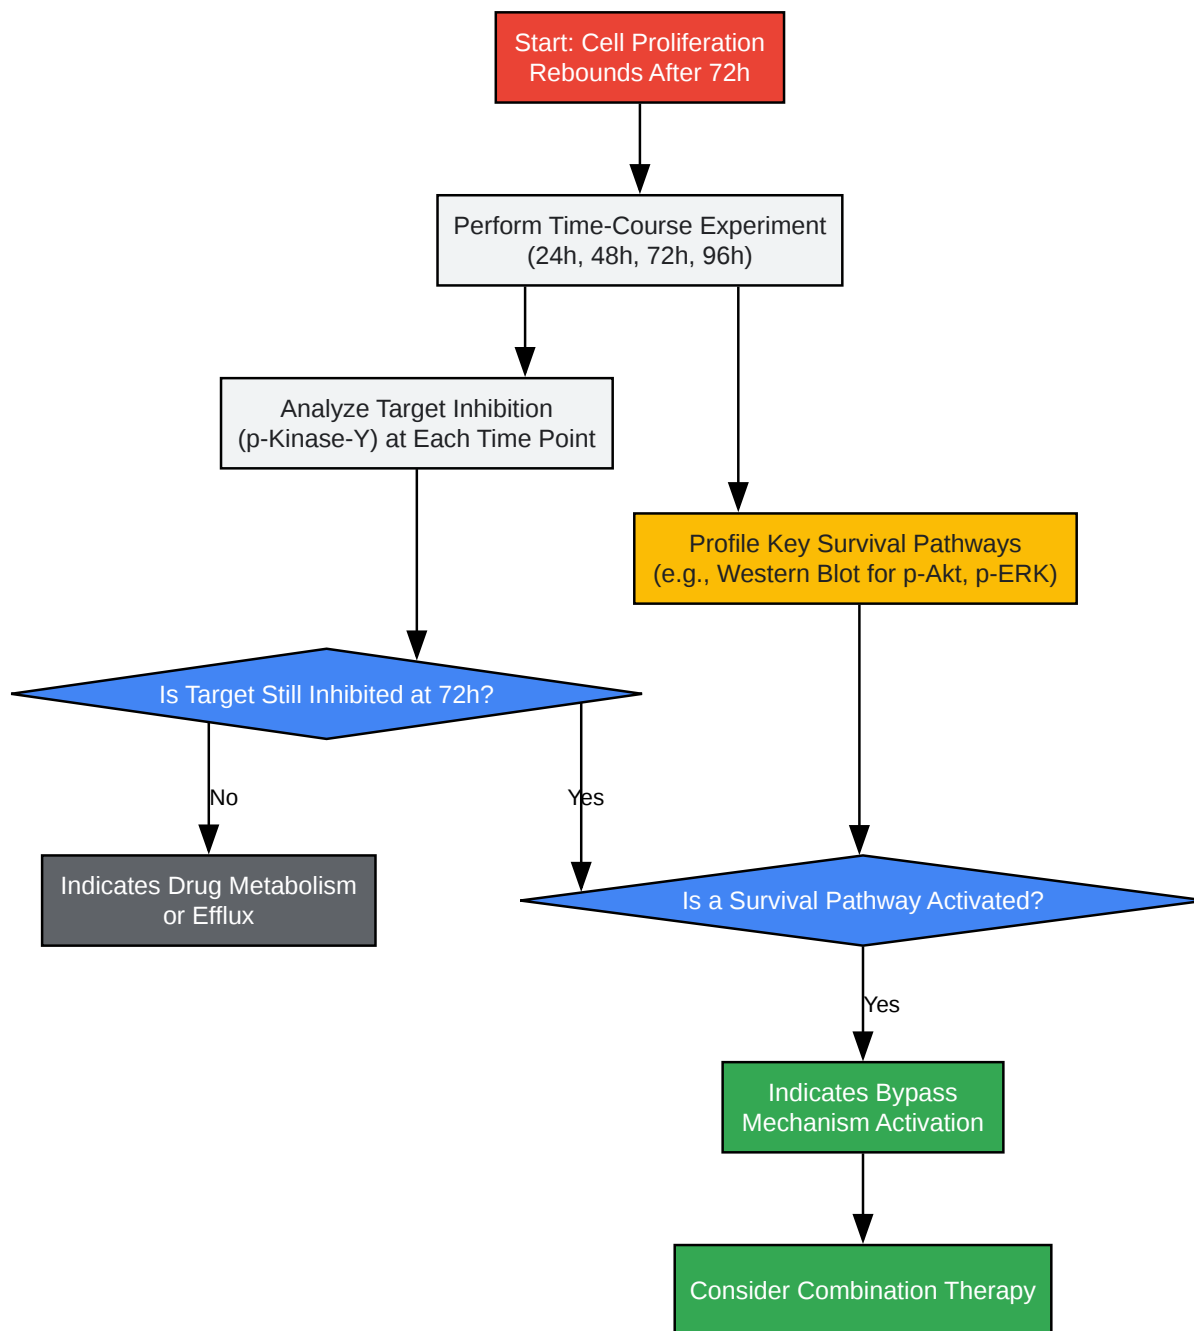 Start: Cell Proliferation
Rebounds After 72h
Perform Time-Course Experiment
(24h, 48h, 72h, 96h)
Analyze Target Inhibition
(p-Kinase-Y) at Each Time Point
Profile Key Survival Pathways
(e.g., Western Blot for p-Akt, p-ERK)
Is Target Still Inhibited at 72h?
No
Yes
Indicates Drug Metabolism
or Efflux
Is a Survival Pathway Activated?
Yes
Indicates Bypass
Mechanism Activation
Consider Combination Therapy